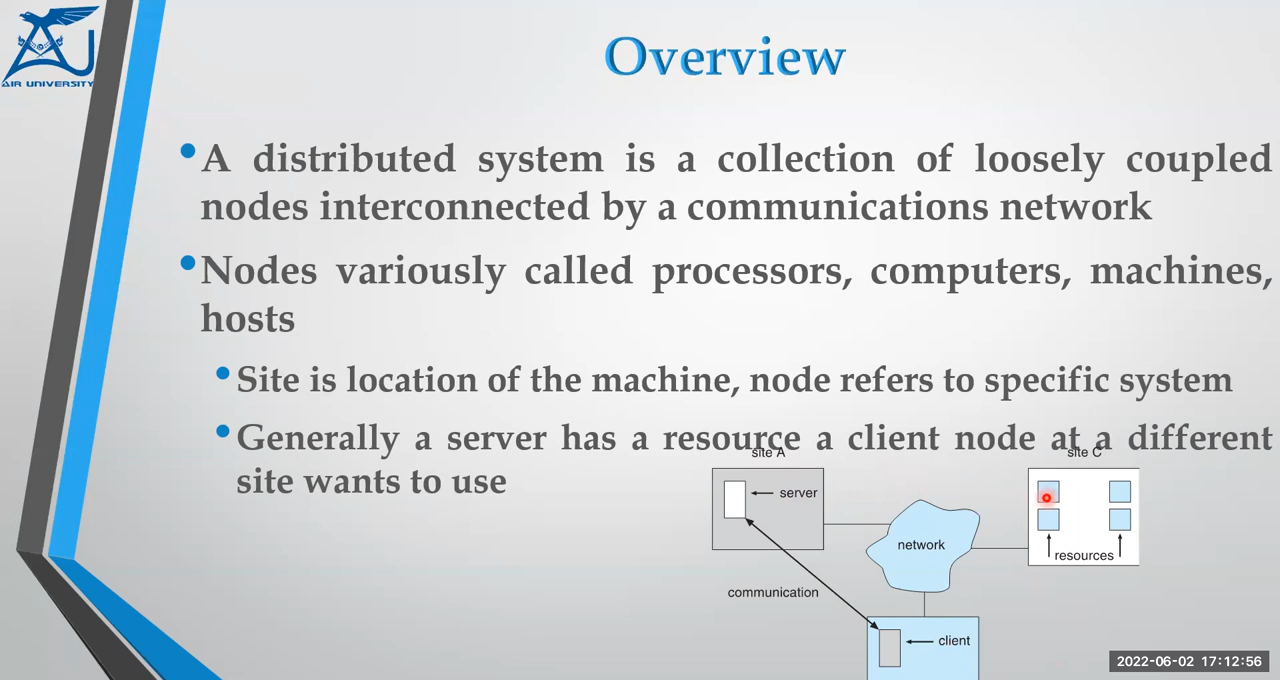 AIR UNIVERSITY
Overview
•A distributed system is a collection of loosely coupled
nodes interconnected by a communications network
•Nodes variously called processors, computers, machines,
hosts
•Site is location of the machine, node refers to specific system
•Generally a server has a resource a client node at a different
site wants to use
site A
site C
server
network
resources
communication
client
2022-06-02 17:12:56